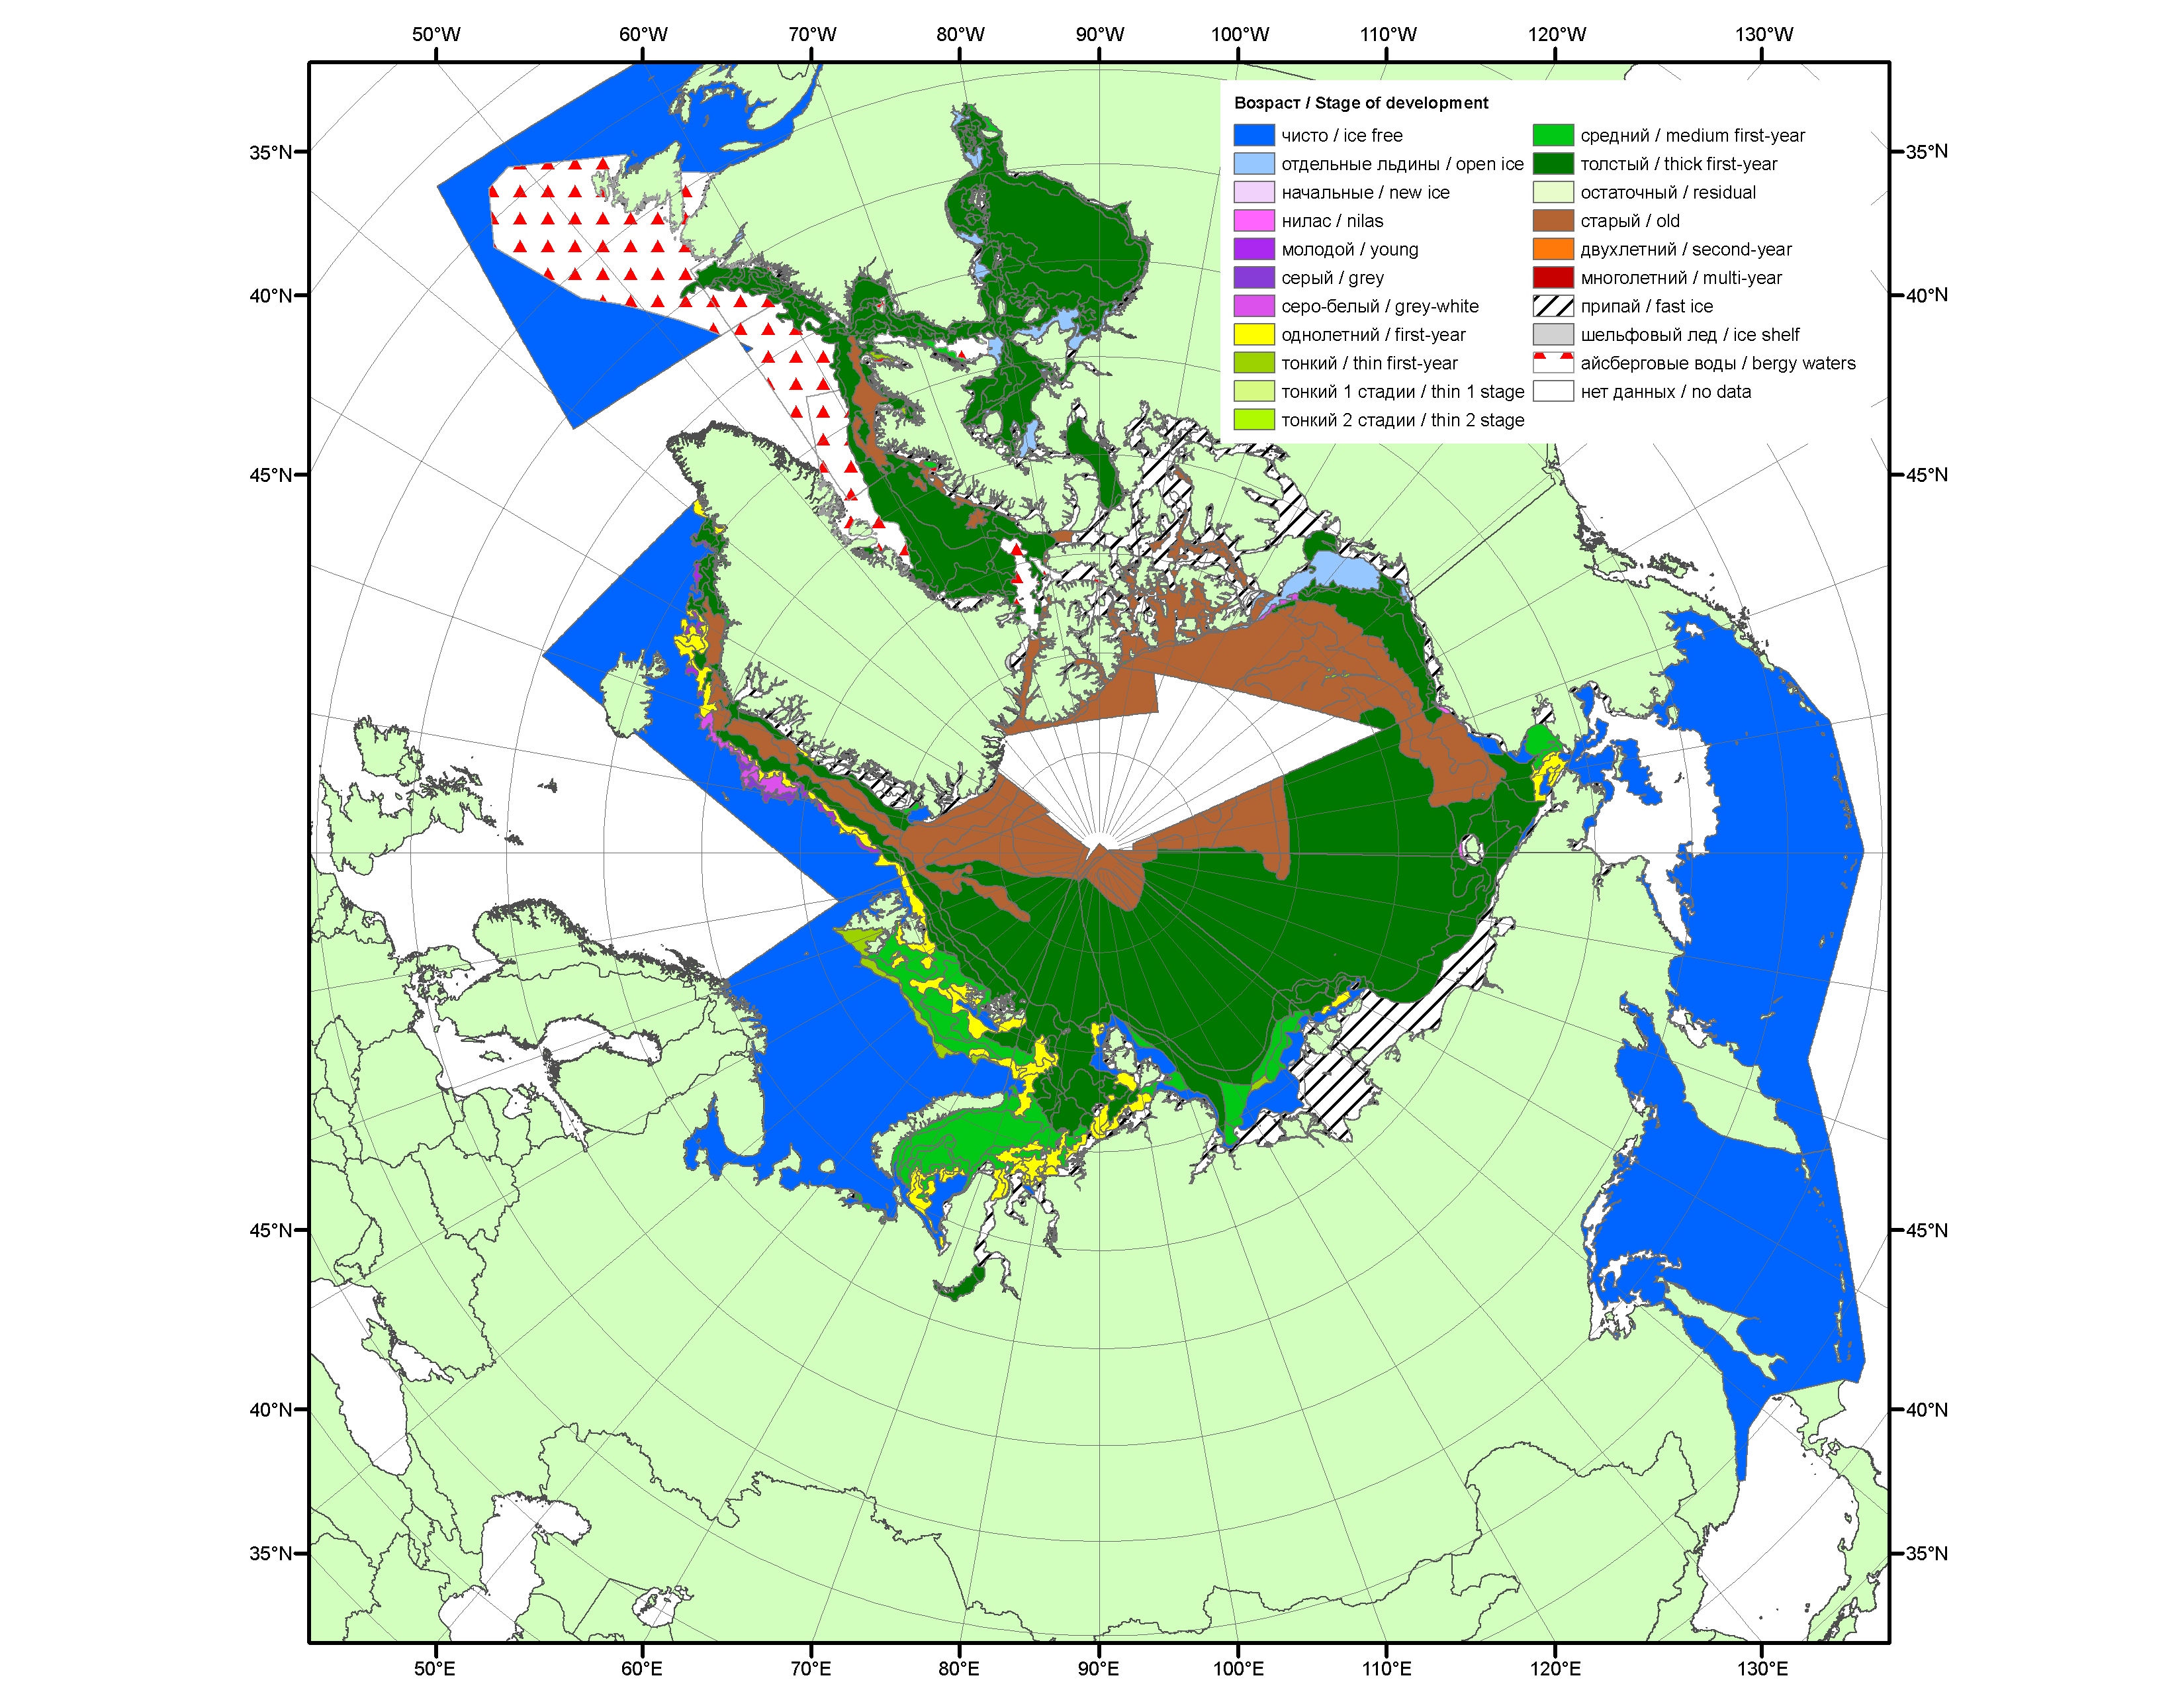 50°W 60°W 70°W 80°W 90°W 100°W 110°W 120°W 130°W
Возраст / Stage of development
чисто / ice free
отдельные льдины / open ice
начальные / new ice
нилас / nilas
молодой / young
серый / grey
серо-белый / grey-white
однолетний / first-year
тонкий / thin first-year
тонкий 1 стадии / thin 1 stage
тонкий 2 стадии / thin 2 stage
средний / medium first-year
толстый / thick first-year
остаточный / residual
старый / old
двухлетний / second-year
многолетний / multi-year
припай / fast ice
шельфовый лед / ice shelf
айсберговые воды / bergy waters
нет данных / no data
35°N 35°N
40°N 40°N
45°N 45°N
45°N 45°N
40°N 40°N
35°N 35°N
50°E 60°E 70°E 80°E 90°E 100°E 110°E 120°E 130°E